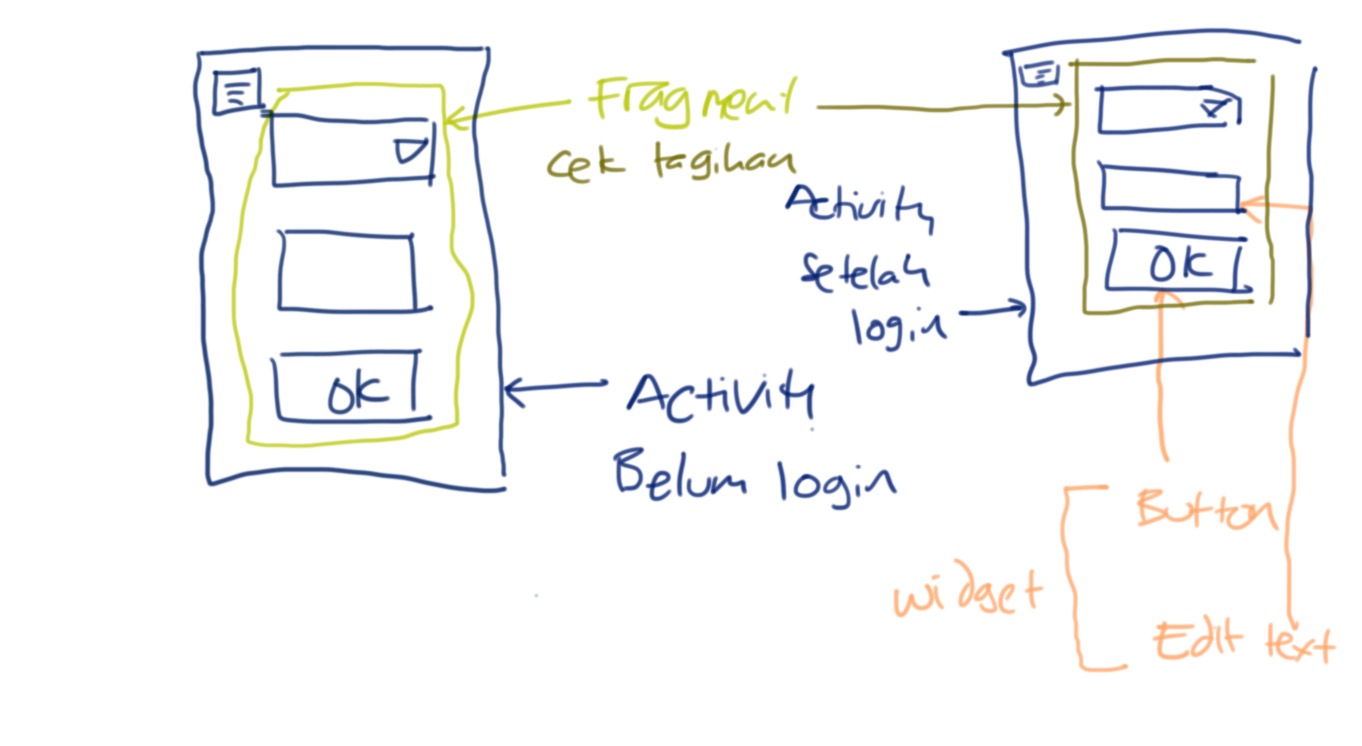 Fragment
Cek tagihan
Activity
Setelah
login
OK
OK
Activity
Belum login
Button
widget
Edit text